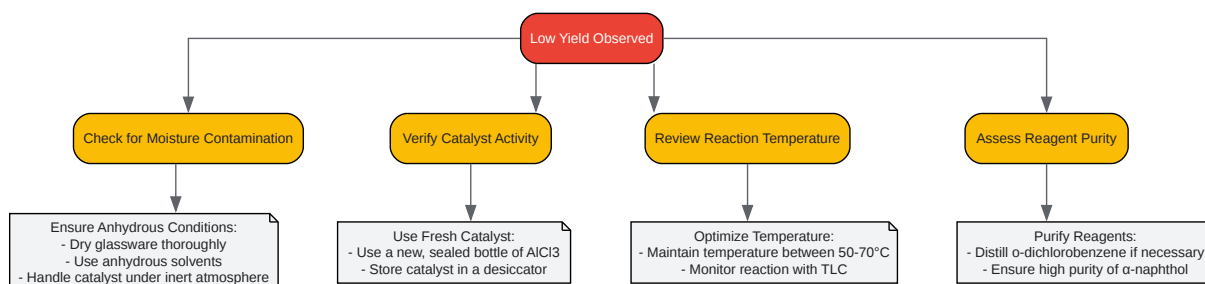 Low Yield Observed
Check for Moisture Contamination
Verify Catalyst Activity
Review Reaction Temperature
Assess Reagent Purity
Ensure Anhydrous Conditions:
- Dry glassware thoroughly
- Use anhydrous solvents
- Handle catalyst under inert atmosphere
Use Fresh Catalyst:
- Use a new, sealed bottle of AlCl3
- Store catalyst in a desiccator
Optimize Temperature:
- Maintain temperature between 50-70°C
- Monitor reaction with TLC
Purify Reagents:
- Distill o-dichlorobenzene if necessary
- Ensure high purity of α-naphthol